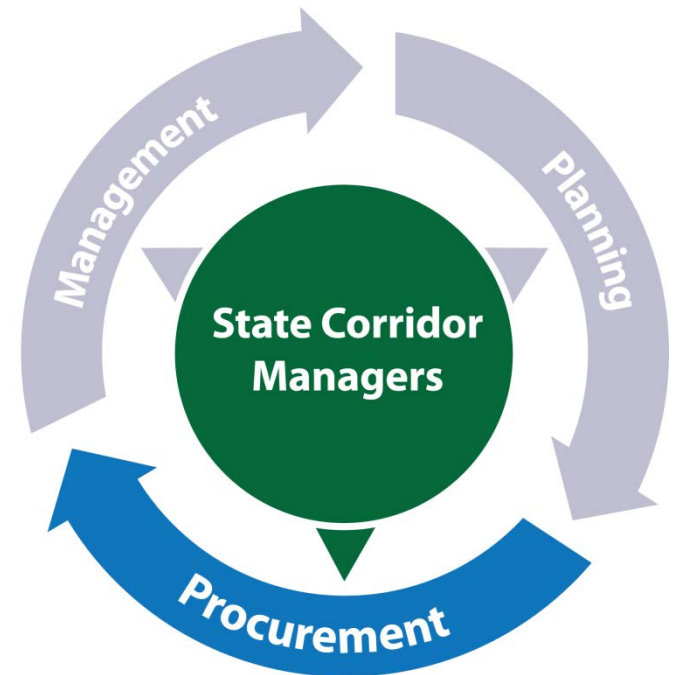 Management
Planning
State Corridor
Managers
Procurement